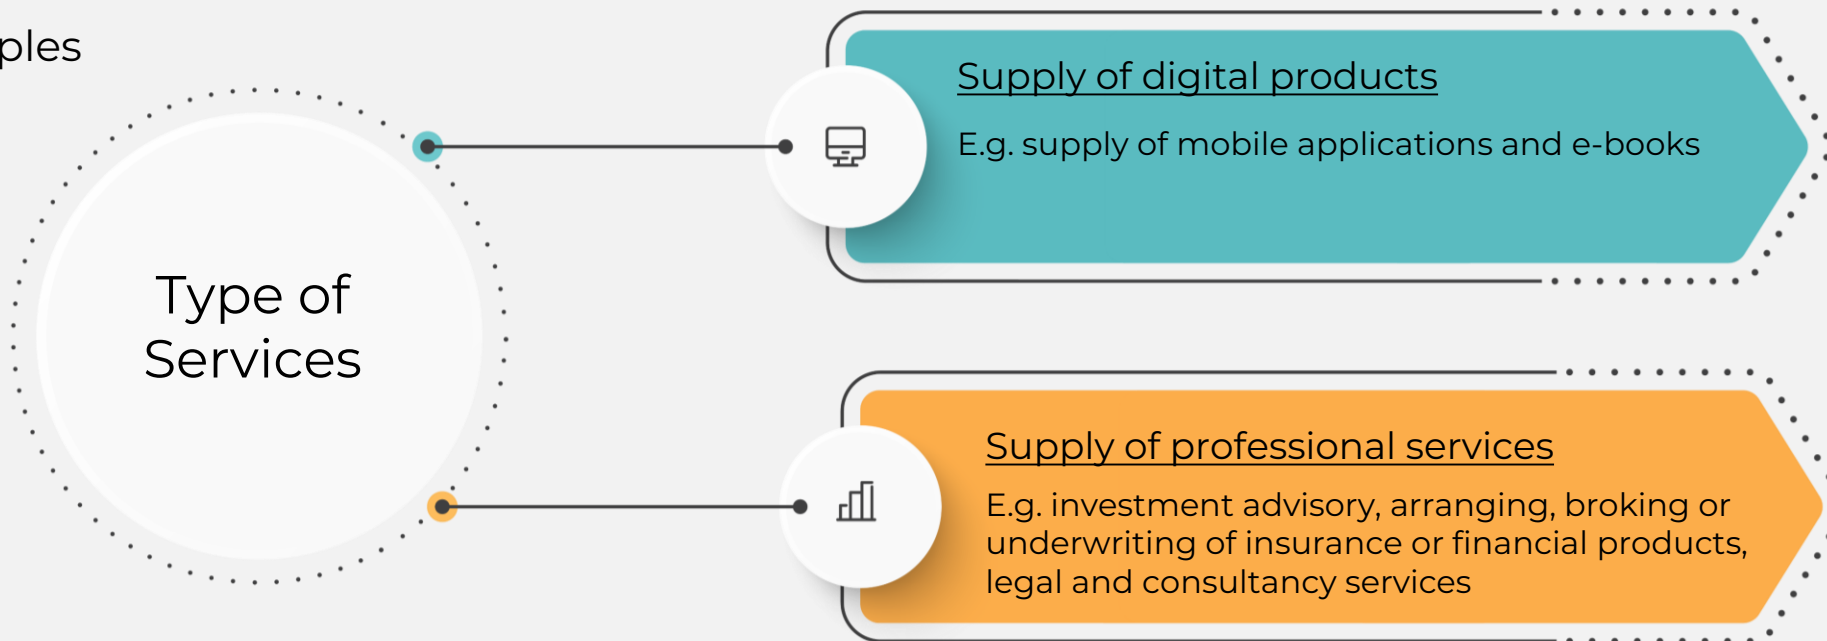 ples
Type of
Services
Supply of digital products
E.g. supply of mobile applications and e-books
Supply of professional services
E.g. investment advisory, arranging, broking or
underwriting of insurance or financial products,
legal and consultancy services